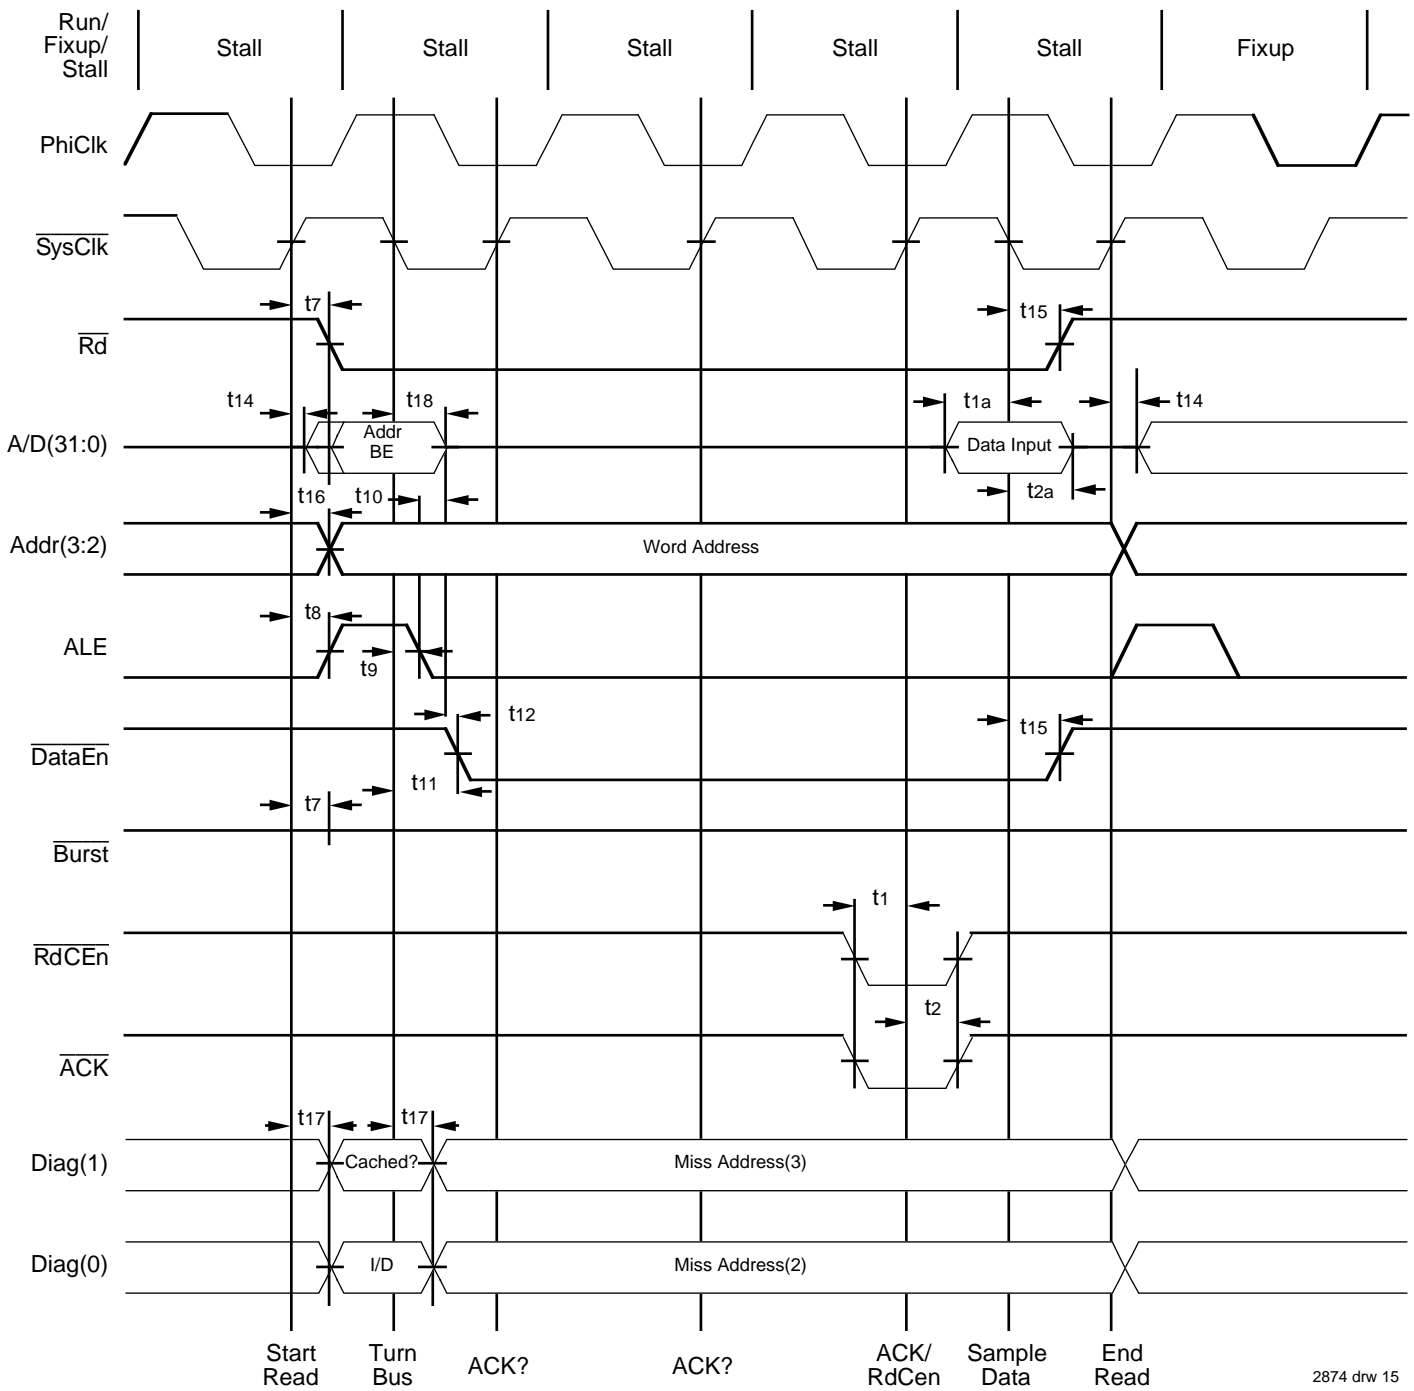 Run/
Fixup/
Stall
Stall
Stall
Stall
Stall
Stall
Fixup
PhiClk
SysClk
t7
t15
Rd
t14
t18
t1a
t14
A/D(31:0)
Addr
BE
Data Input
t16
t10
t2a
Addr(3:2)
Word Address
t8
ALE
t9
t12
t15
DataEn
t11
t7
Burst
t1
RdCEn
t2
ACK
t17
t17
Diag(1)
Cached?
Miss Address(3)
Diag(0)
I/D
Miss Address(2)
Start
Read
Turn
Bus
ACK?
ACK?
ACK/
RdCen
Sample
Data
End
Read
2874 drw 15